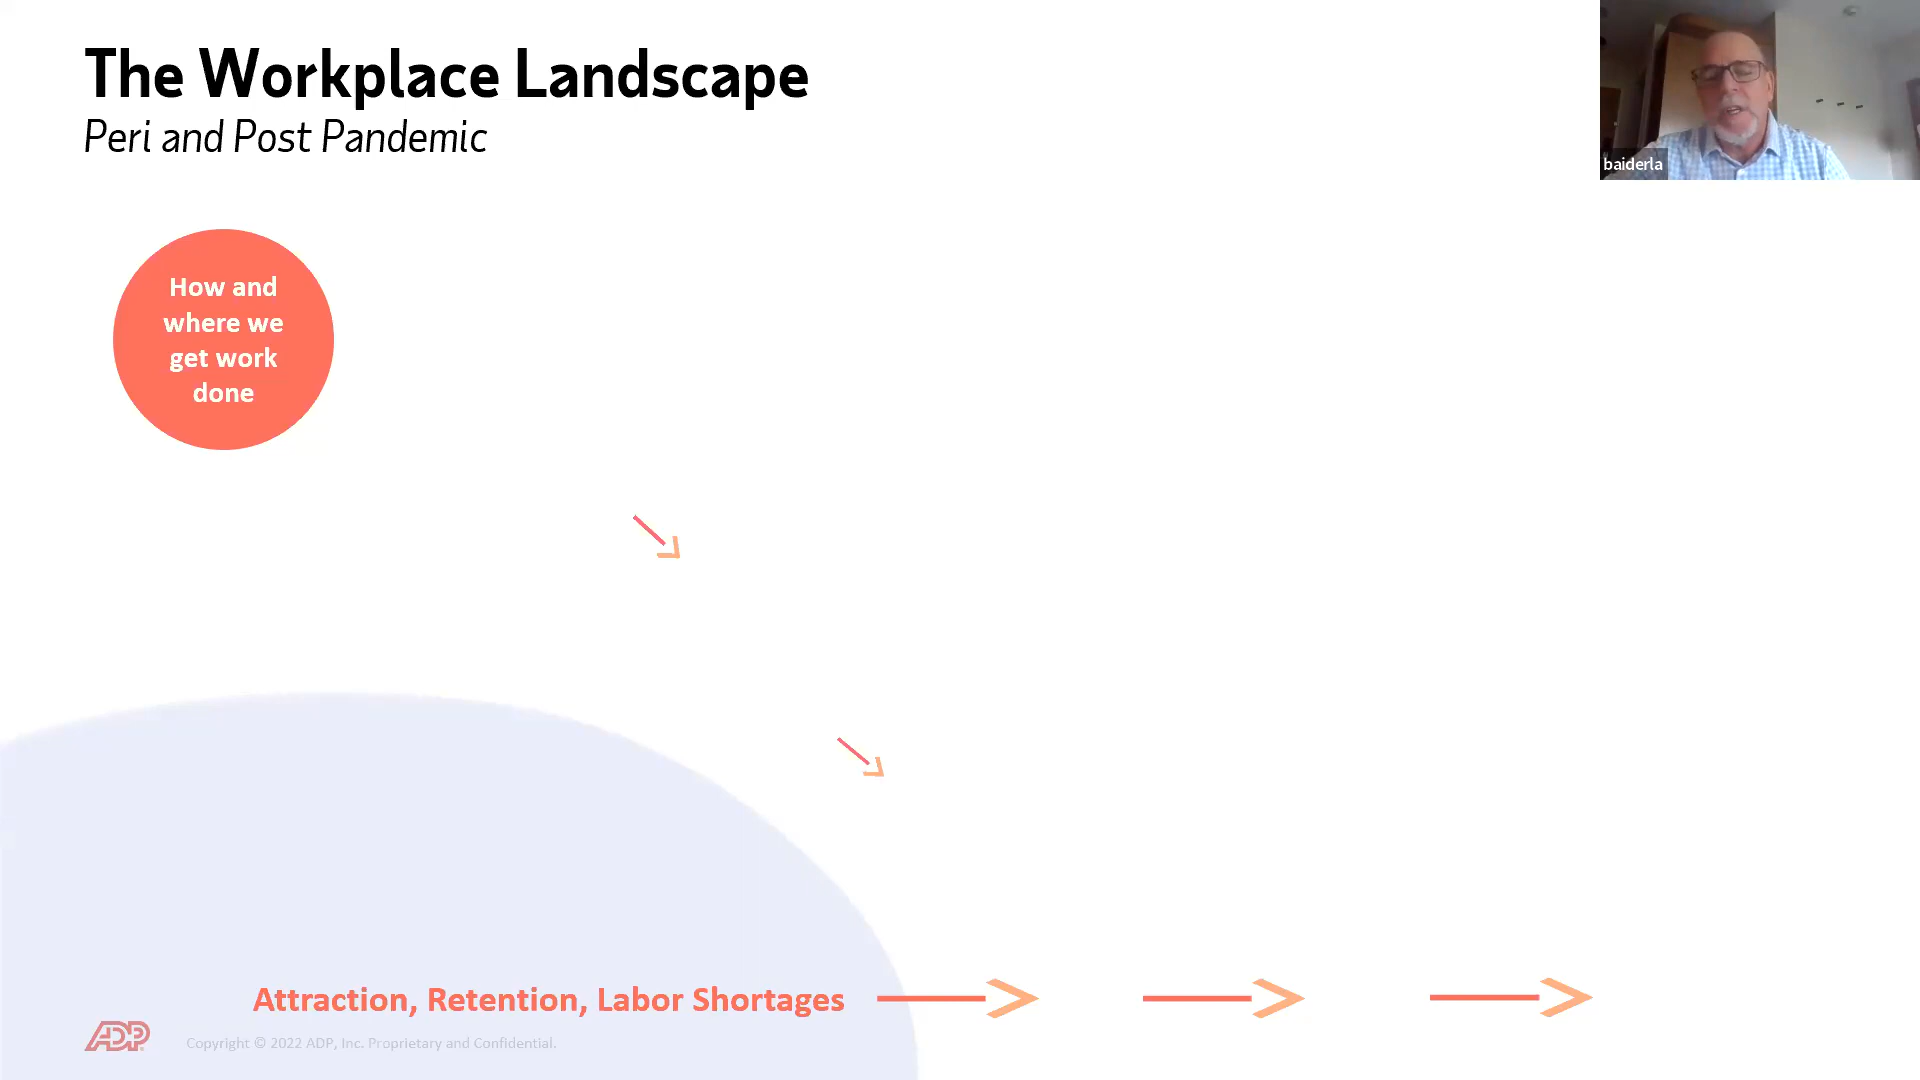 The Workplace Landscape
Peri and Post Pandemic
baiderla
How and
where we
get work
done
Attraction, Retention, Labor Shortages
ADP
Copyright © 2022 ADP, Inc. Proprietary and Confidential.